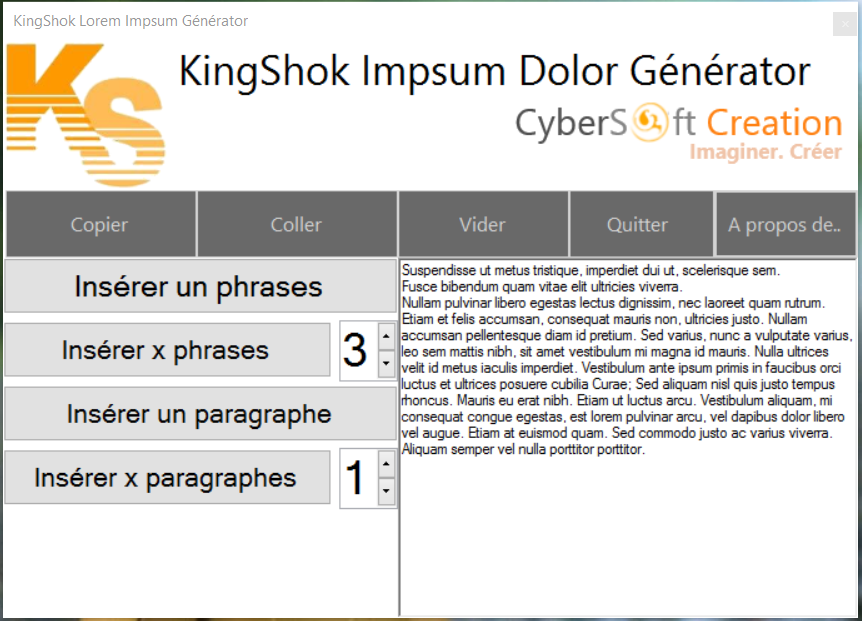 KingShok Lorem Impsum Générator
KS
KingShok Impsum Dolor Générator
CyberSoft Creation
Imaginer. Créer
Copier
Coller
Vider
Quitter
A propos de..
Insérer un phrases
Insérer x phrases
3
Insérer un paragraphe
Insérer x paragraphes
1
Suspendisse ut metus tristique, imperdiet dui ut, scelerisque sem.
Fusce bibendum quam vitae elit ultricies viverra.
Nullam pulvinar libero egestas lectus dignissim, nec laoreet quam rutrum.
Etiam et felis accumsan, consequat mauris non, ultricies justo. Nullam
accumsan pellentesque diam id pretium. Sed varius, nunc a vulputate varius,
leo sem mattis nibh, sit amet vestibulum mi magna id mauris. Nulla ultrices
velit id metus iaculis imperdiet. Vestibulum ante ipsum primis in faucibus orci
luctus et ultrices posuere cubilia Curae; Sed aliquam nisl quis justo tempus
rhoncus. Mauris eu erat nibh. Etiam ut luctus arcu. Vestibulum aliquam, mi
consequat congue egestas, est lorem pulvinar arcu, vel dapibus dolor libero
vel augue. Etiam at euismod quam. Sed commodo justo ac varius viverra.
Aliquam semper vel nulla porttitor porttitor.